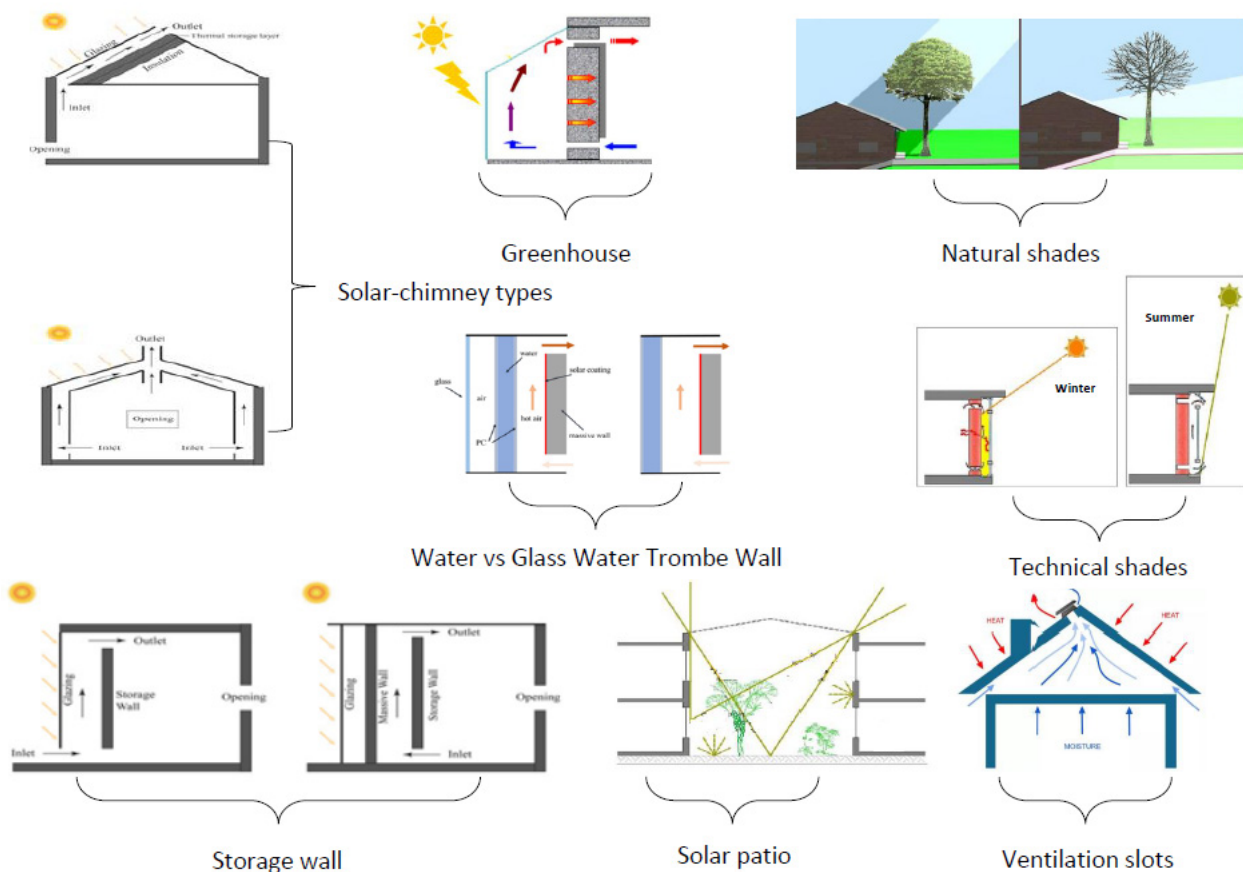 Outlet
Thermal storage layer
Glazing
Insulation
Inlet
Opening
Greenhouse
Natural shades
Solar-chimney types
Outlet
Opening
Inlet
Inlet
water
solar coating
glass
air
hot air
PC
massive wall
Winter
Summer
Water vs Glass Water Trombe Wall
Technical shades
Outlet
Glazing
Storage
Wall
Opening
Inlet
Outlet
Glazing
Massive Wall
Storage Wall
Opening
Inlet
HEAT
HEAT
MOISTURE
Storage wall
Solar patio
Ventilation slots